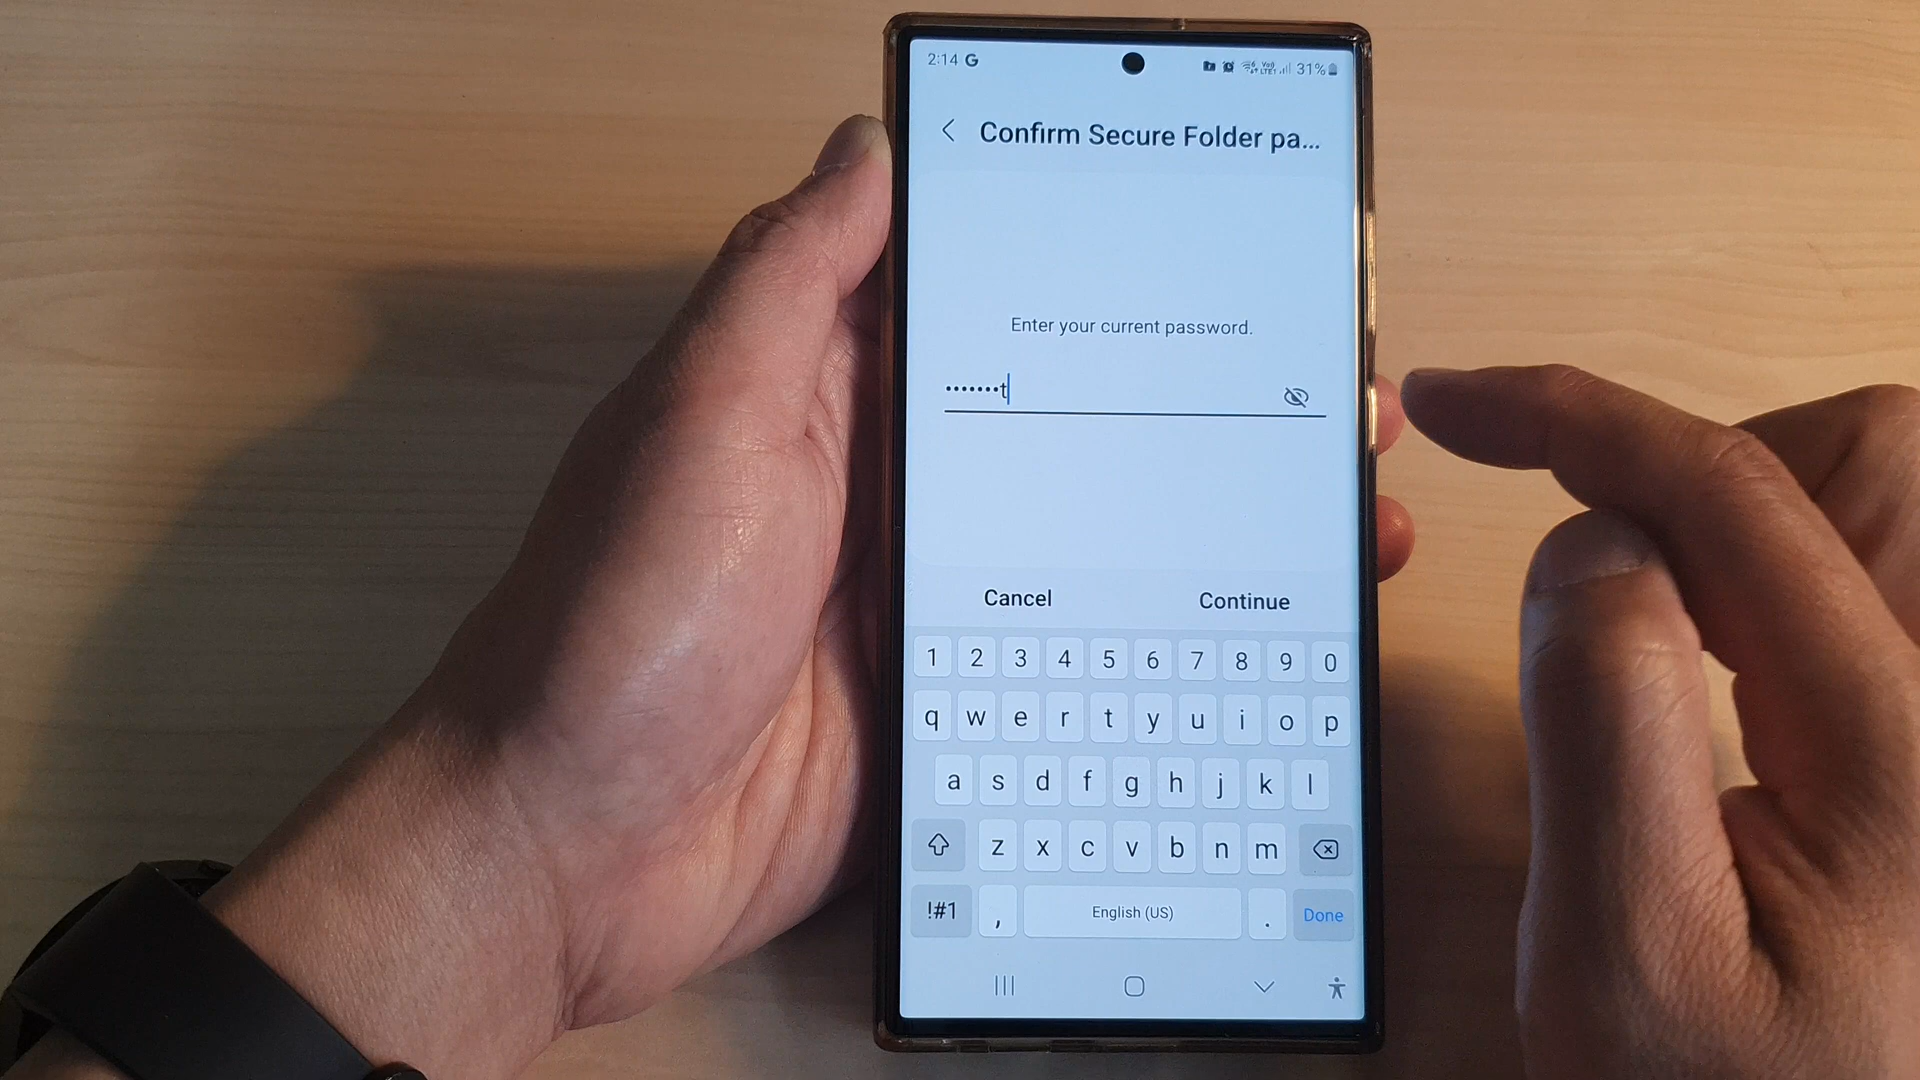 2:14 G 31%
Confirm Secure Folder pa...
Enter your current password.
•••••••t
Cancel Continue
1 2 3 4 5 6 7 8 9 0
q w e r t y u i o p
a s d f g h j k l
z x c v b n m
!#1 , English (US) . Done